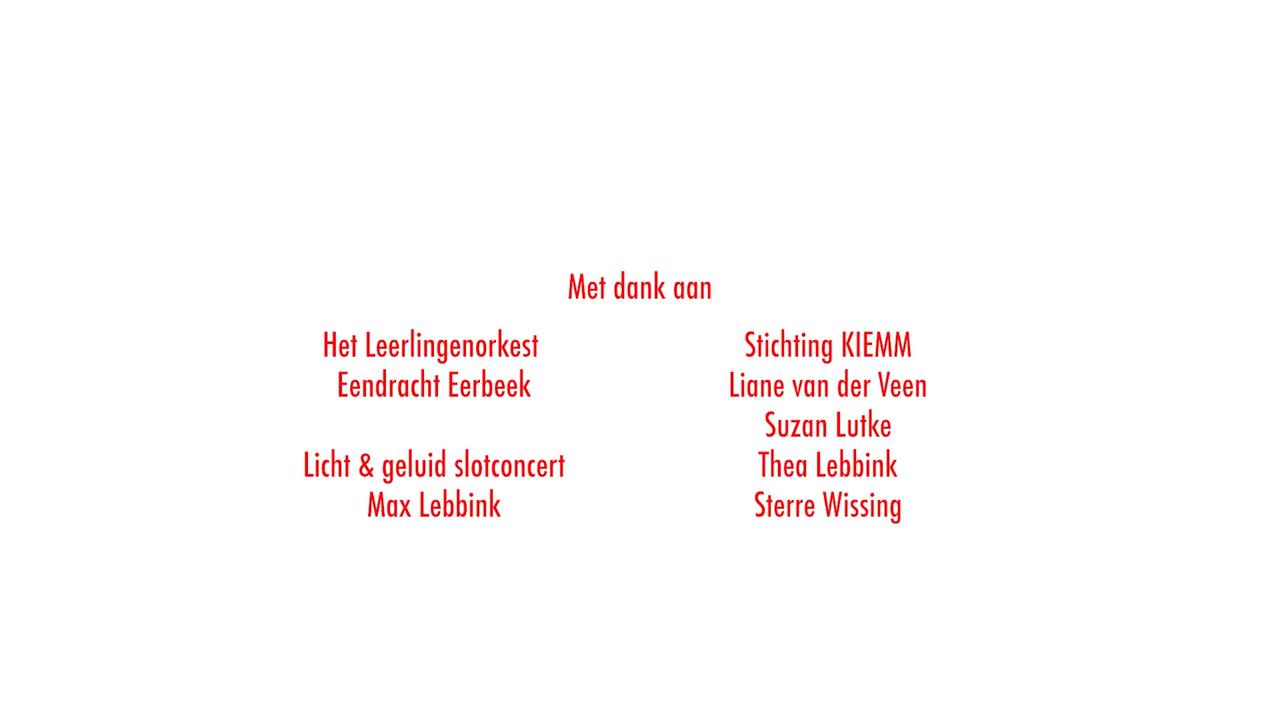 Met dank aan
Het Leerlingenorkest
Eendracht Eerbeek
Licht & geluid slotconcert
Max Lebbink
Stichting KIEMM
Liane van der Veen
Suzan Lutke
Thea Lebbink
Sterre Wissing